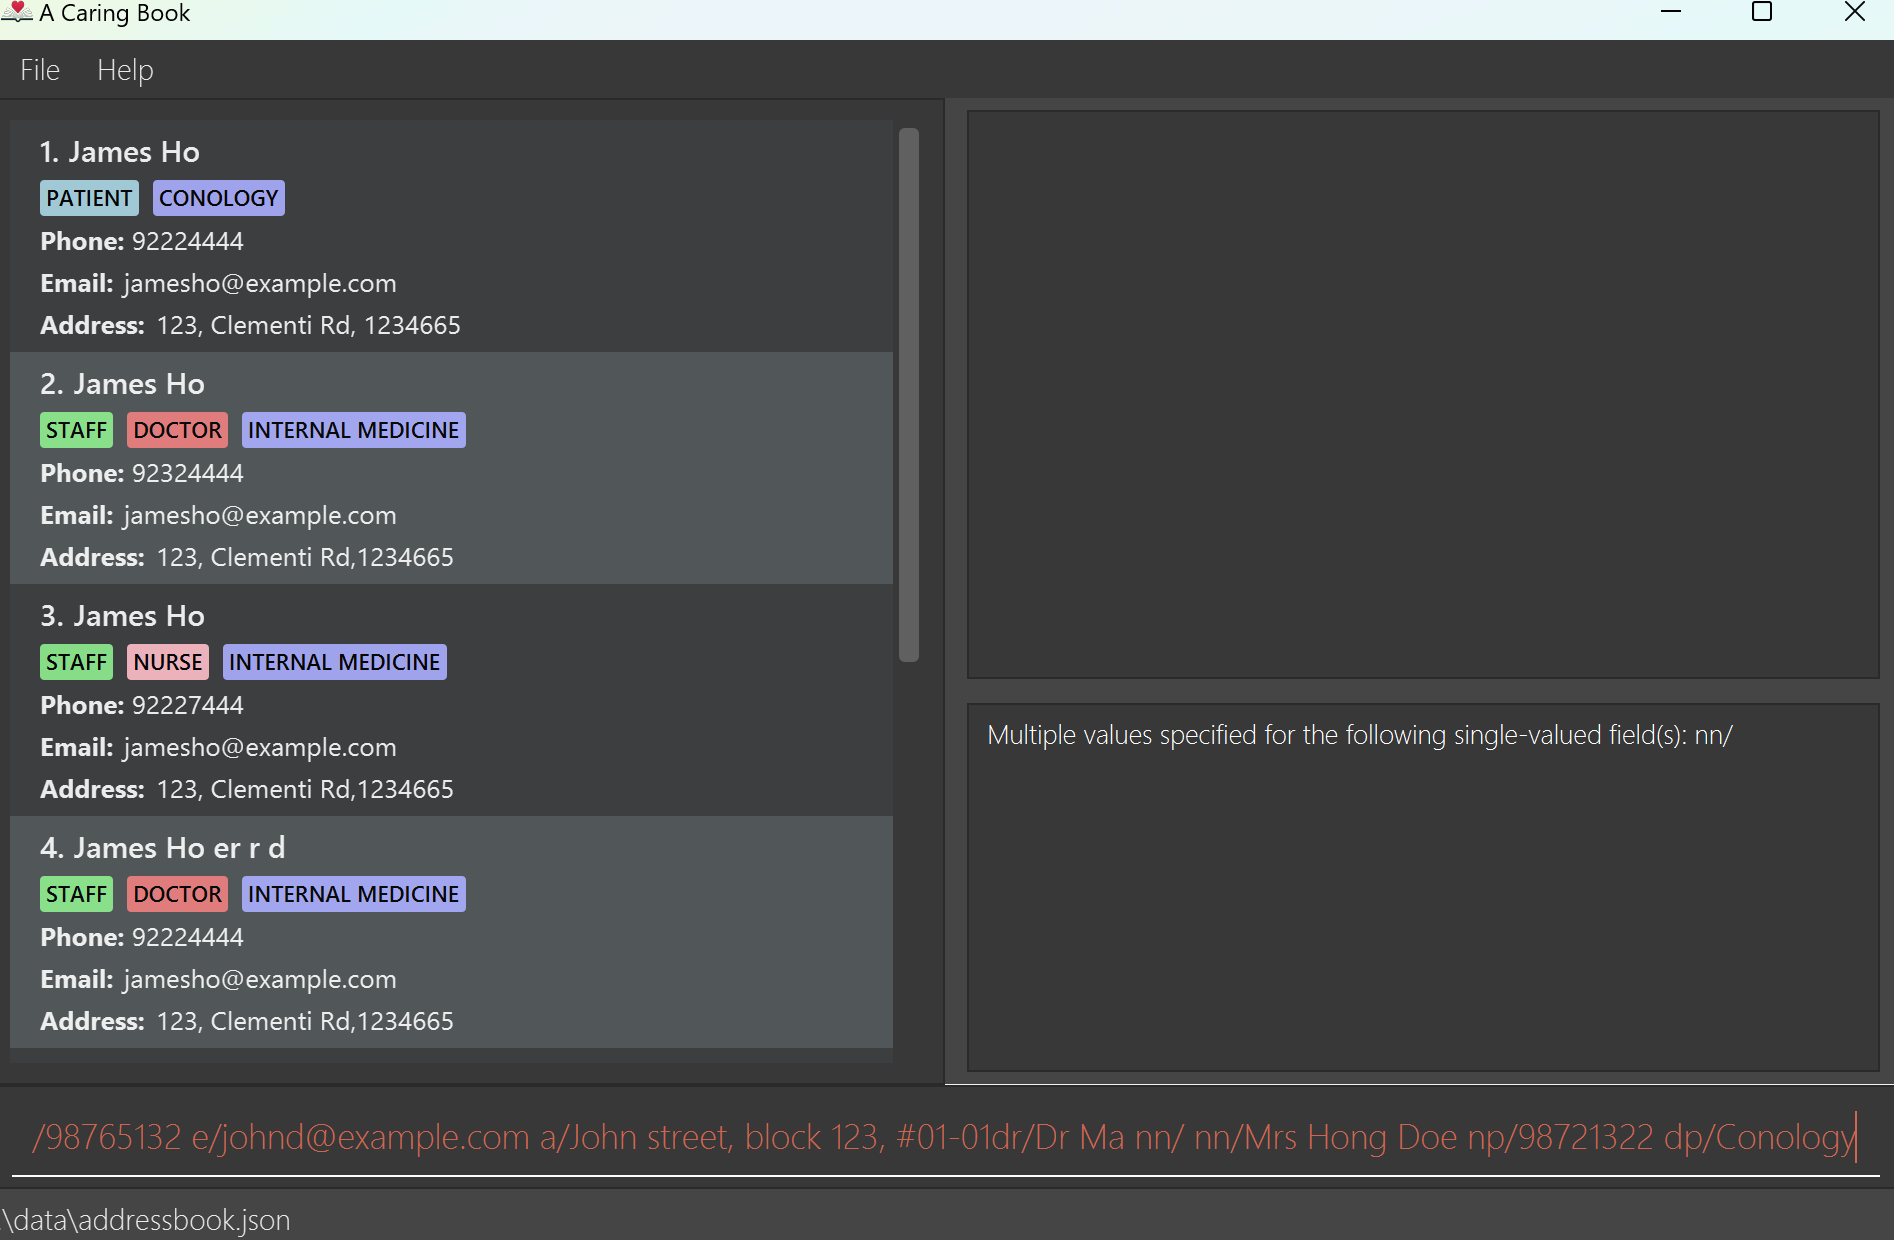 A Caring Book
File Help
1. James Ho
PATIENT CONOLOGY
Phone: 92224444
Email: jamesho@example.com
Address: 123, Clementi Rd, 1234665
2. James Ho
STAFF DOCTOR INTERNAL MEDICINE
Phone: 92324444
Email: jamesho@example.com
Address: 123, Clementi Rd,1234665
3. James Ho
STAFF NURSE INTERNAL MEDICINE
Phone: 92227444
Email: jamesho@example.com
Address: 123, Clementi Rd,1234665
4. James Ho er r d
STAFF DOCTOR INTERNAL MEDICINE
Phone: 92224444
Email: jamesho@example.com
Address: 123, Clementi Rd,1234665
Multiple values specified for the following single-valued field(s): nn/
/98765132 e/johnd@example.com a/John street, block 123, #01-01dr/Dr Ma nn/ nn/Mrs Hong Doe np/98721322 dp/Conology
.\data\addressbook.json